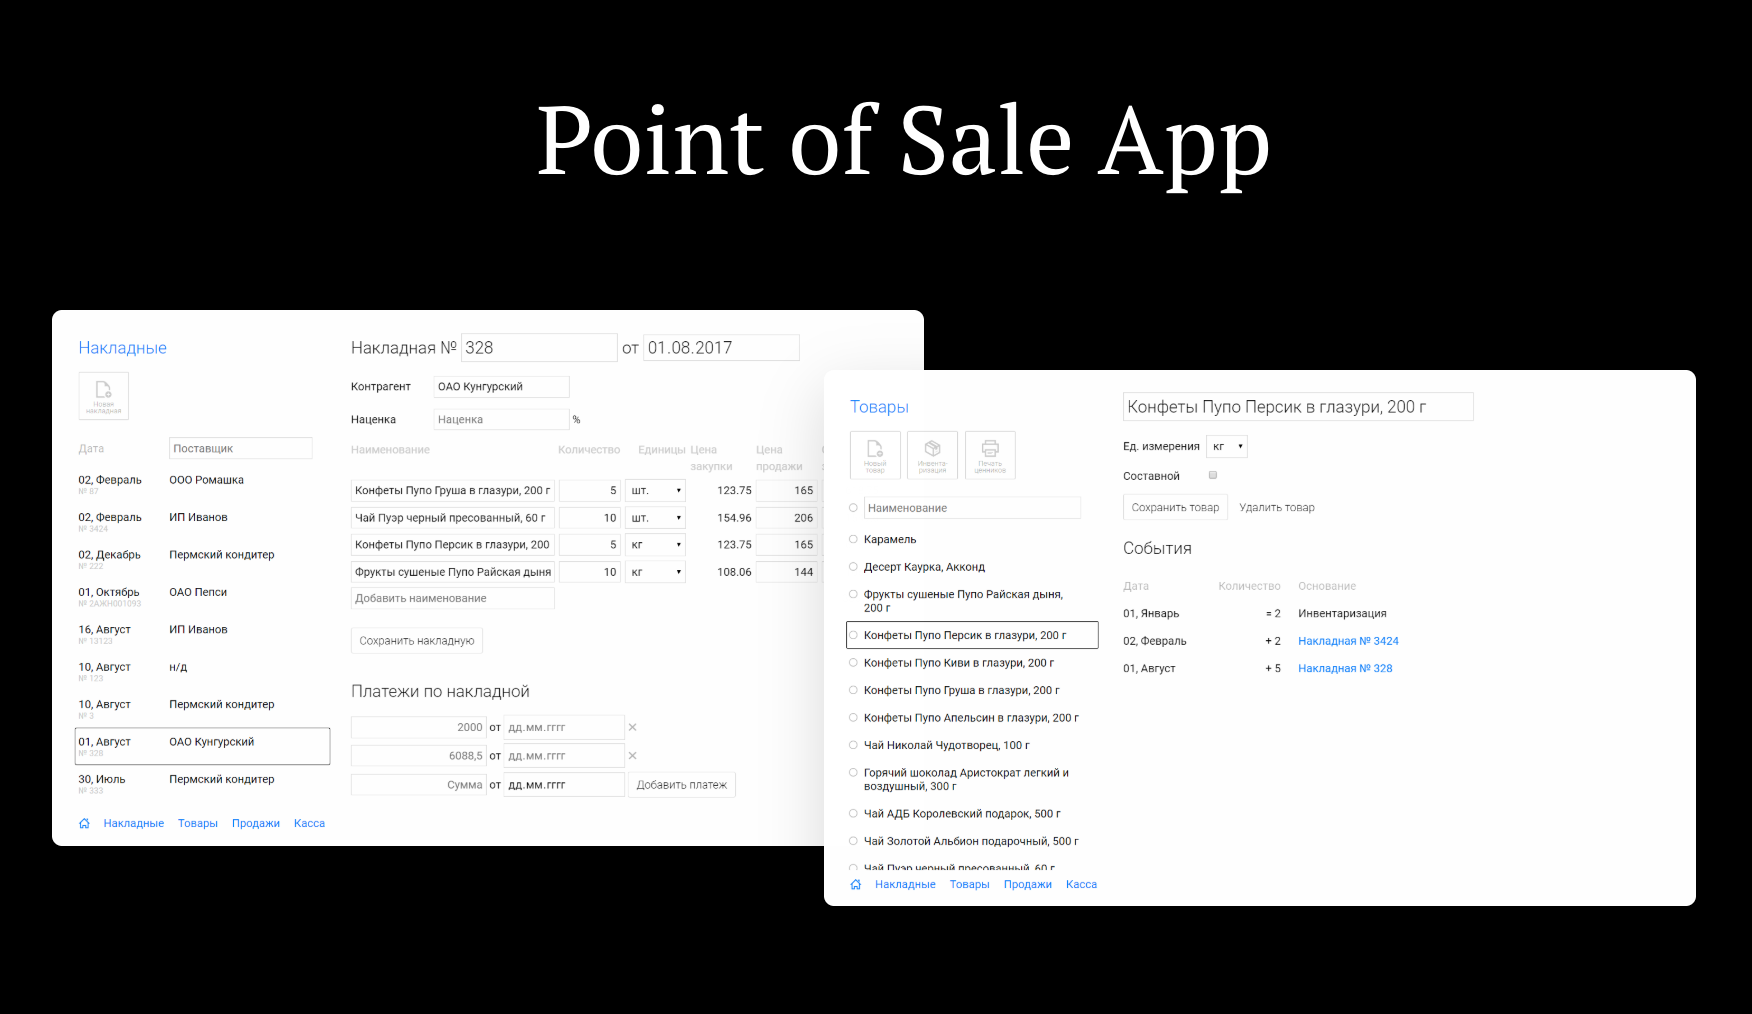 Point of Sale App
Накладные
Новая
накладная
Дата Поставщик
02, Февраль ООО Ромашка
№ 87
02, Февраль ИП Иванов
№ 3424
02, Декабрь Пермский кондитер
№ 222
01, Октябрь ОАО Пепси
№ 2АЖН001093
16, Август ИП Иванов
№ 13123
10, Август н/д
№ 123
10, Август Пермский кондитер
№ 3
01, Август ОАО Кунгурский
№ 328
30, Июль Пермский кондитер
№ 333
Накладные Товары Продажи Касса
Накладная № 328 от 01.08.2017
Контрагент ОАО Кунгурский
Наценка Наценка %
Наименование Количество Единицы Цена закупки Цена продажи
Конфеты Пупо Груша в глазури, 200 г 5 шт. 123.75 165
Чай Пуэр черный пресованный, 60 г 10 шт. 154.96 206
Конфеты Пупо Персик в глазури, 200 5 кг 123.75 165
Фрукты сушеные Пупо Райская дыня 10 кг 108.06 144
Добавить наименование
Сохранить накладную
Платежи по накладной
2000 от дд.мм.гггг ×
6088,5 от дд.мм.гггг ×
Сумма от дд.мм.гггг Добавить платеж
Товары
Новый
товар
Инвента-
ризация
Печать
ценников
Наименование
Карамель
Десерт Каурка, Акконд
Фрукты сушеные Пупо Райская дыня,
200 г
Конфеты Пупо Персик в глазури, 200 г
Конфеты Пупо Киви в глазури, 200 г
Конфеты Пупо Груша в глазури, 200 г
Конфеты Пупо Апельсин в глазури, 200 г
Чай Николай Чудотворец, 100 г
Горячий шоколад Аристократ легкий и
воздушный, 300 г
Чай АДБ Королевский подарок, 500 г
Чай Золотой Альбион подарочный, 500 г
Чай Пуэр черный пресованный, 60 г
Накладные Товары Продажи Касса
Конфеты Пупо Персик в глазури, 200 г
Ед. измерения кг
Составной
Сохранить товар Удалить товар
События
Дата Количество Основание
01, Январь = 2 Инвентаризация
02, Февраль + 2 Накладная № 3424
01, Август + 5 Накладная № 328